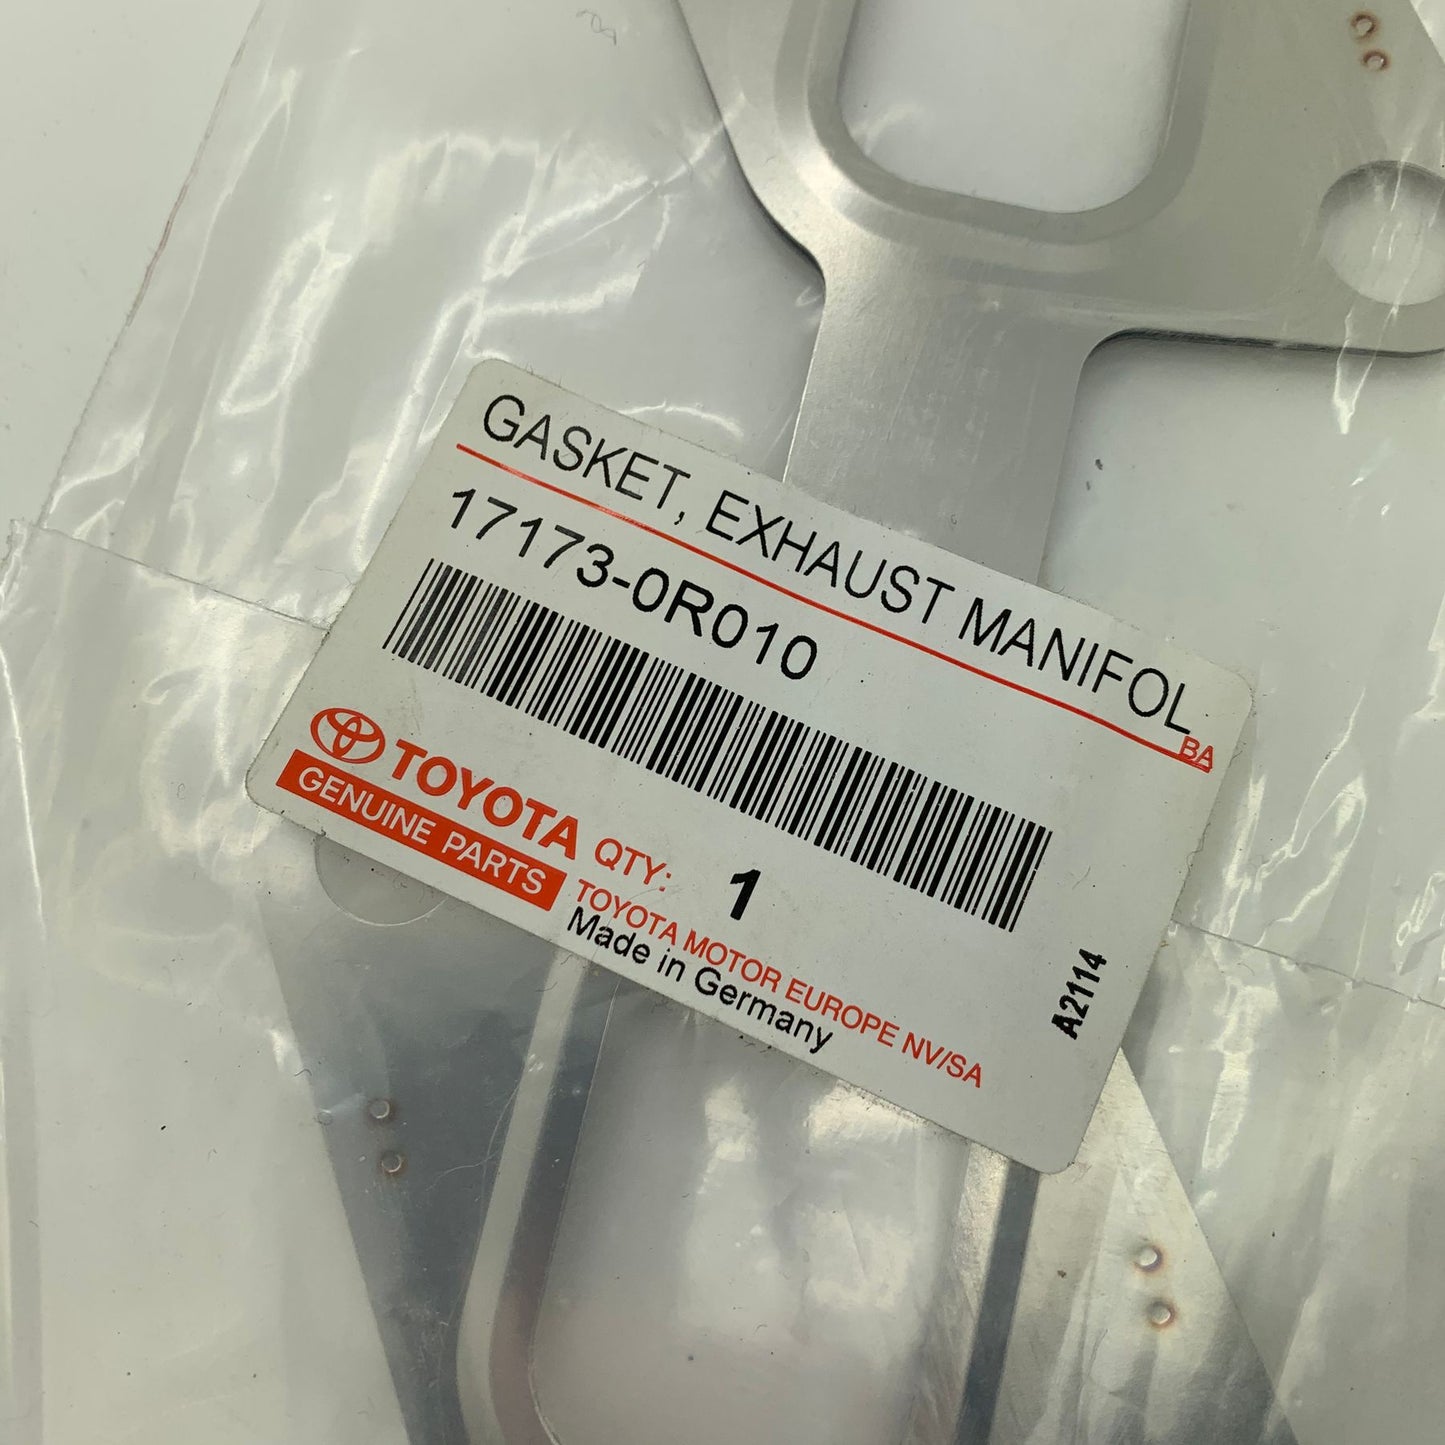 GASKET, EXHAUST MANIFOL
BA
17173-0R010
TOYOTA
GENUINE PARTS
QTY: 1
TOYOTA MOTOR EUROPE NV/SA
Made in Germany
A2114